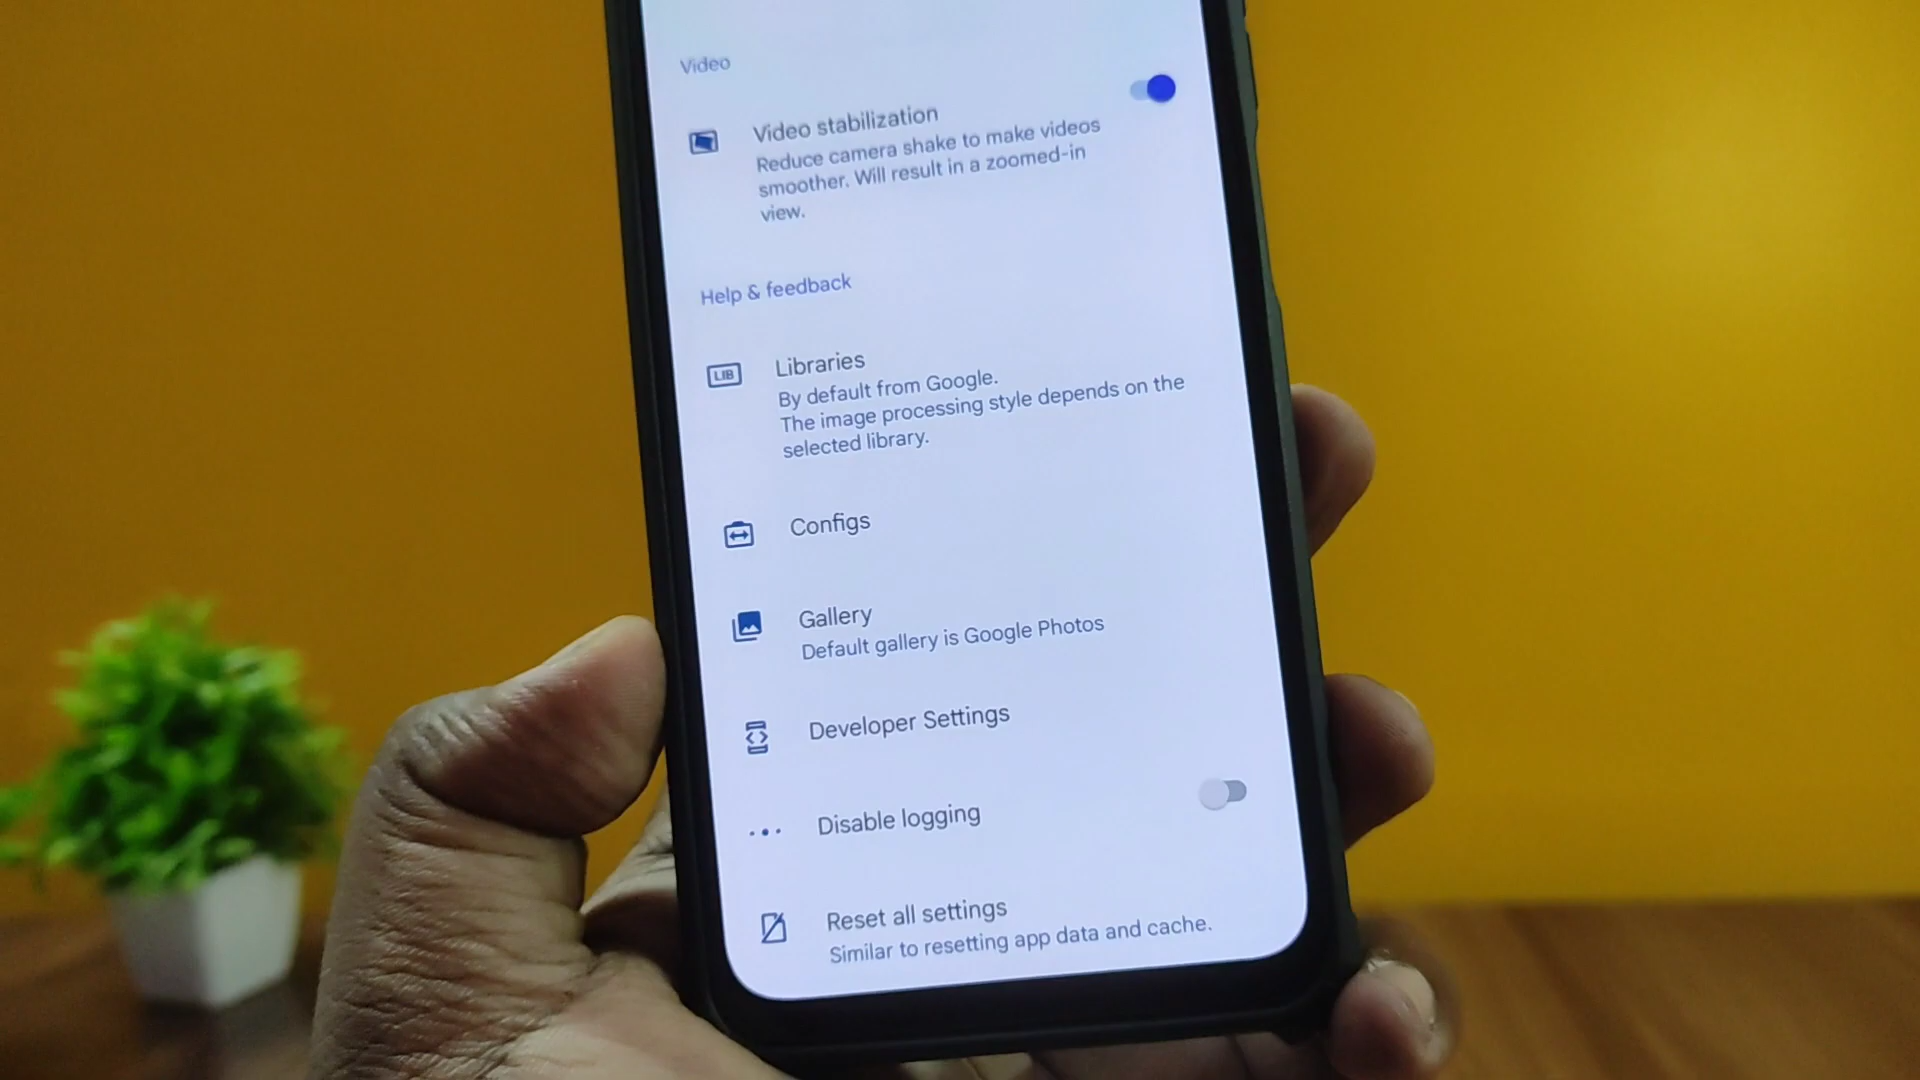 Video
Video stabilization
Reduce camera shake to make videos
smoother. Will result in a zoomed-in
view.
Help & feedback
LIB
Libraries
By default from Google.
The image processing style depends on the
selected library.
Configs
Gallery
Default gallery is Google Photos
Developer Settings
Disable logging
Reset all settings
Similar to resetting app data and cache.